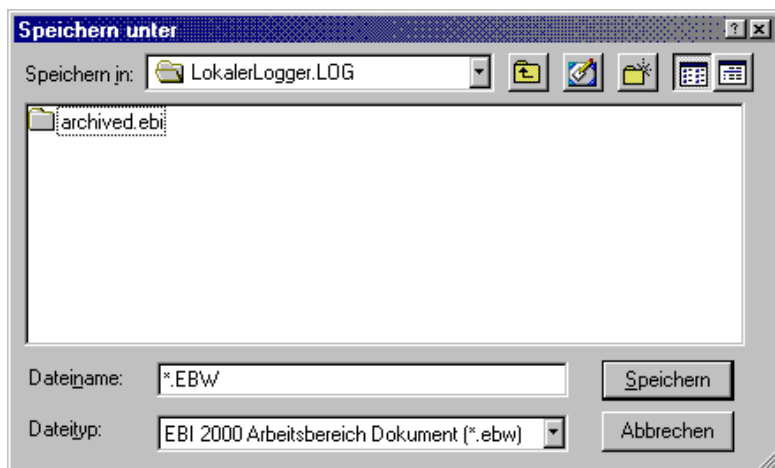 Speichern unter
Speichern in: LokalerLogger.LOG
archived.ebi
Dateiname: *.EBW Speichern
Dateityp: EBI 2000 Arbeitsbereich Dokument (*.ebw) Abbrechen